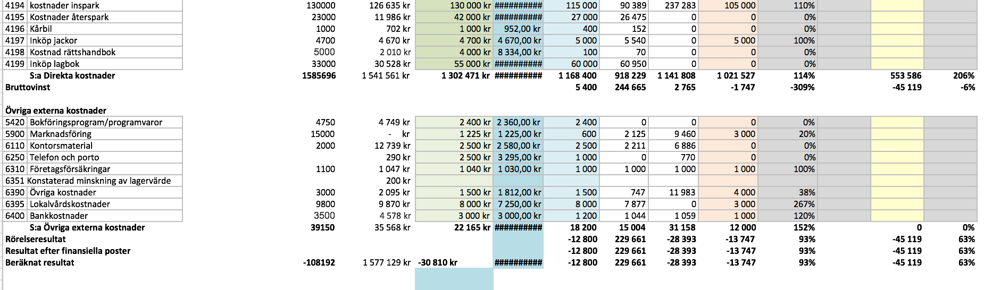 4194 kostnader inspark 130000 126 635 kr 130 000 kr ########## 115 000 90 389 237 283 105 000 110%
4195 Kostnader återspark 23000 11 986 kr 42 000 kr ########## 27 000 26 475 0 0 0%
4196 Kårbil 1000 702 kr 1 000 kr 952,00 kr 400 152 0 0 0%
4197 Inköp jackor 4700 4 670 kr 4 700 kr 4 670,00 kr 5 000 5 540 0 5 000 100%
4198 Kostnad rättshandbok 5000 2 010 kr 4 000 kr 8 334,00 kr 100 70 0 0 0%
4199 Inköp lagbok 33000 30 528 kr 55 000 kr ########## 60 000 60 950 0 0 0%
S:a Direkta kostnader 1585696 1 541 561 kr 1 302 471 kr ########## 1 168 400 918 229 1 141 808 1 021 527 114% 553 586 206%
Bruttovinst 5 400 244 665 2 765 -1 747 -309% -45 119 -6%
Övriga externa kostnader
5420 Bokföringsprogram/programvaror 4750 4 749 kr 2 400 kr 2 360,00 kr 2 400 0 0 0 0%
5900 Marknadsföring 15000 - kr 1 225 kr 1 225,00 kr 600 2 125 9 460 3 000 20%
6110 Kontorsmaterial 2000 12 739 kr 2 500 kr 2 580,00 kr 2 500 2 211 6 886 0 0%
6250 Telefon och porto 290 kr 2 500 kr 3 295,00 kr 1 000 0 770 0 0%
6310 Företagsförsäkringar 1100 1 047 kr 1 040 kr 1 030,00 kr 1 000 1 000 1 000 1 000 100%
6351 Konstaterad minskning av lagervärde 200 kr
6390 Övriga kostnader 3000 2 095 kr 1 500 kr 1 812,00 kr 1 500 747 11 983 4 000 38%
6395 Lokalvårdskostnader 9800 9 870 kr 8 000 kr 7 250,00 kr 8 000 7 877 0 3 000 267%
6400 Bankkostnader 3500 4 578 kr 3 000 kr 3 000,00 kr 1 200 1 044 1 059 1 000 120%
S:a Övriga externa kostnader 39150 35 568 kr 22 165 kr ########## 18 200 15 004 31 158 12 000 152% 0 0%
Rörelseresultat -12 800 229 661 -28 393 -13 747 93% -45 119 63%
Resultat efter finansiella poster -12 800 229 661 -28 393 -13 747 93% -45 119 63%
Beräknat resultat -108192 1 577 129 kr -30 810 kr ########## -12 800 229 661 -28 393 -13 747 93% -45 119 63%